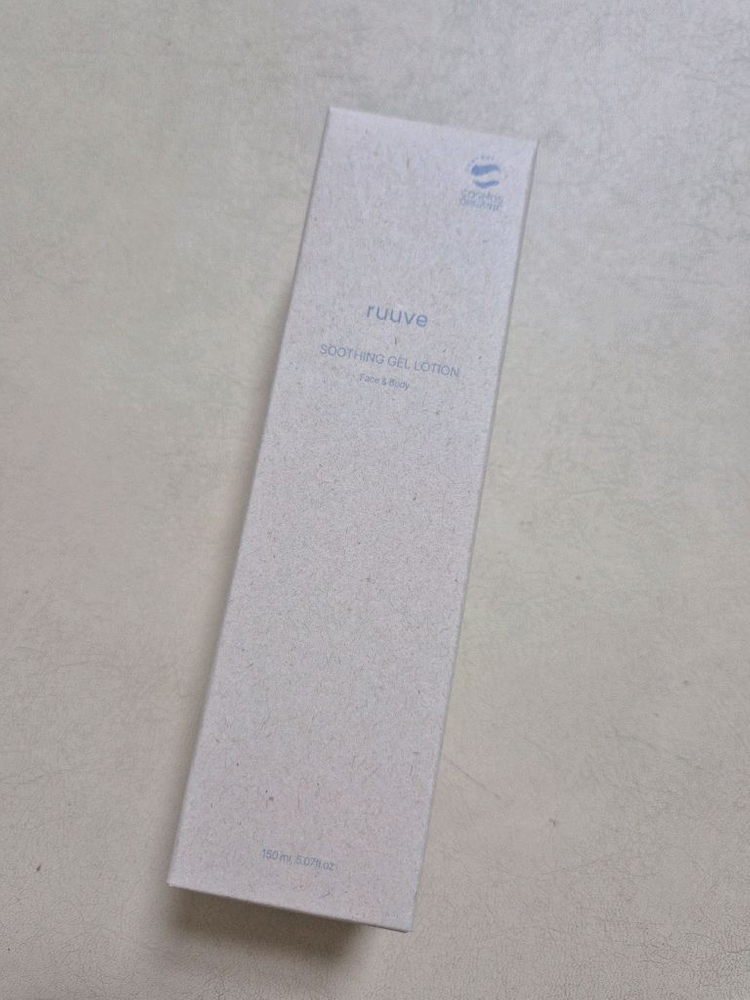 ruuve
SOOTHING GEL LOTION
Face & Body
150 ml, 5.07fl.oz